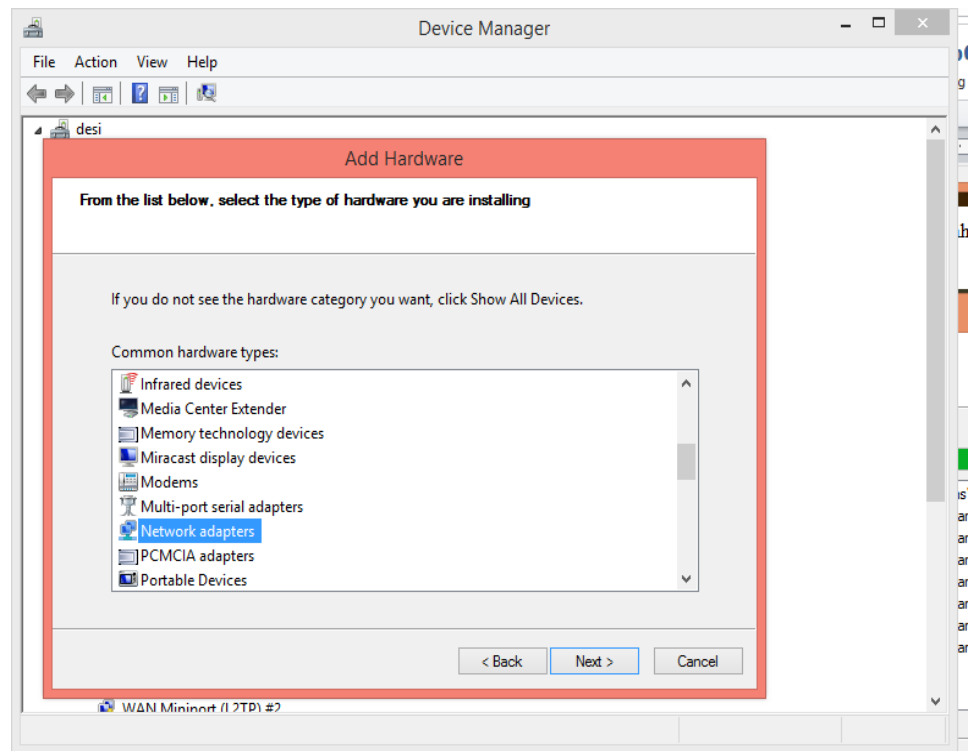 Device Manager
File Action View Help
desi
Add Hardware
From the list below, select the type of hardware you are installing
If you do not see the hardware category you want, click Show All Devices.
Common hardware types:
Infrared devices
Media Center Extender
Memory technology devices
Miracast display devices
Modems
Multi-port serial adapters
Network adapters
PCMCIA adapters
Portable Devices
< Back Next > Cancel
WAN Miniport (L2TP) #2